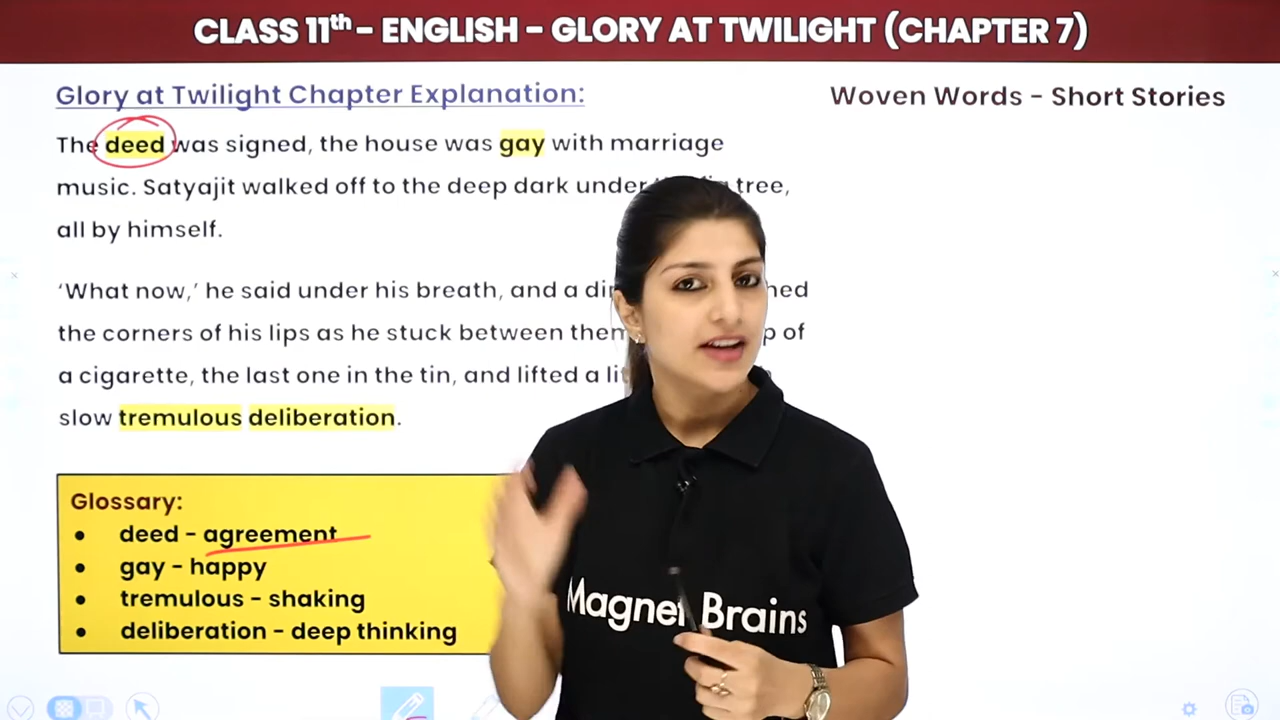 CLASS 11th - ENGLISH - GLORY AT TWILIGHT (CHAPTER 7)
Glory at Twilight Chapter Explanation:
Woven Words - Short Stories
The deed was signed, the house was gay with marriage
music. Satyajit walked off to the deep dark under tree,
all by himself.
‘What now,’ he said under his breath, and a
the corners of his lips as he stuck between of
a cigarette, the last one in the tin, and lifted a
slow tremulous deliberation.
Glossary:
• deed - agreement
• gay - happy
• tremulous - shaking
• deliberation - deep thinking
Magnet Brains